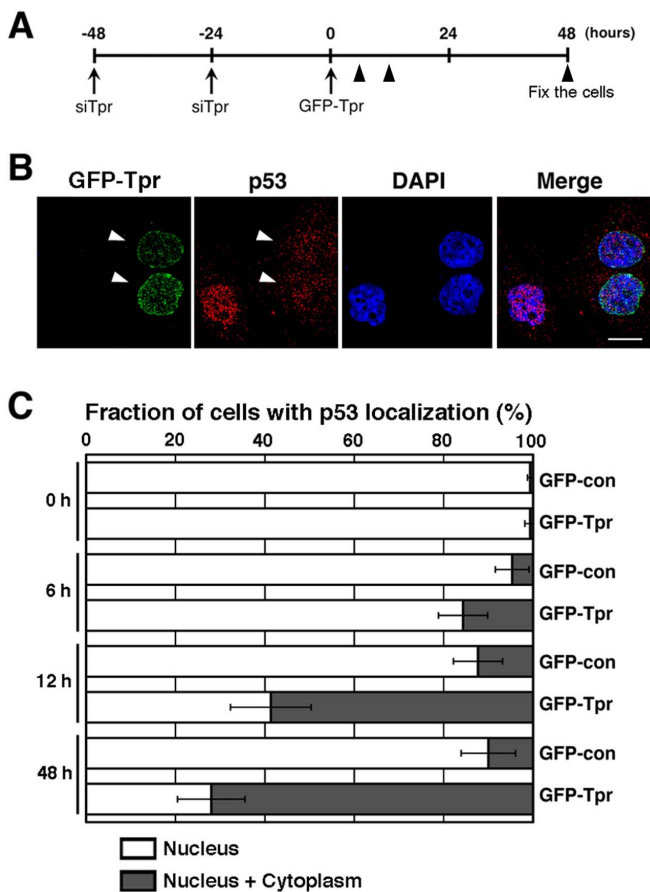 A
-48 -24 0 24 48 (hours)
siTpr siTpr GFP-Tpr Fix the cells
B
GFP-Tpr p53 DAPI Merge
C
Fraction of cells with p53 localization (%)
0 20 40 60 80 100
0 h
GFP-con
GFP-Tpr
6 h
GFP-con
GFP-Tpr
12 h
GFP-con
GFP-Tpr
48 h
GFP-con
GFP-Tpr
Nucleus
Nucleus + Cytoplasm